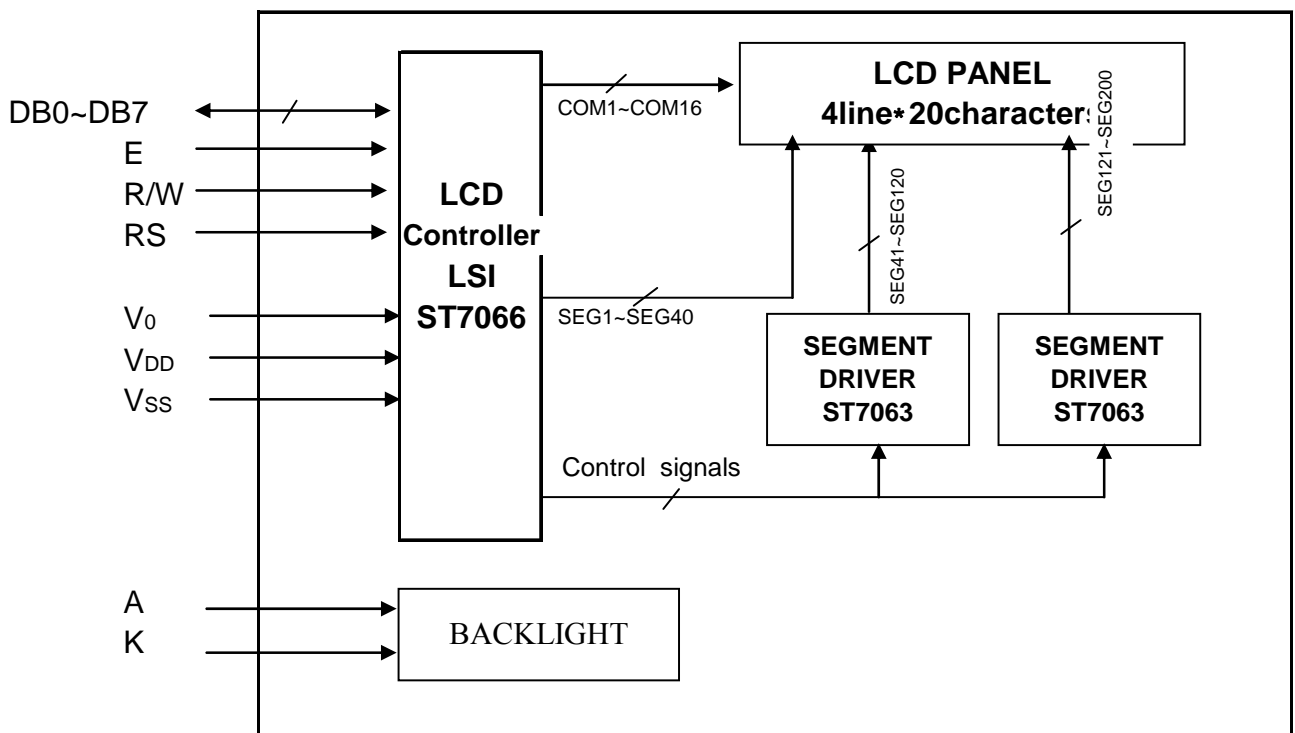 DB0~DB7
E
R/W
RS
V0
VDD
VSS
A
K
LCD
Controller
LSI
ST7066
COM1~COM16
SEG1~SEG40
Control signals
LCD PANEL
4line*20characters
SEG41~SEG120
SEG121~SEG200
SEGMENT
DRIVER
ST7063
SEGMENT
DRIVER
ST7063
BACKLIGHT